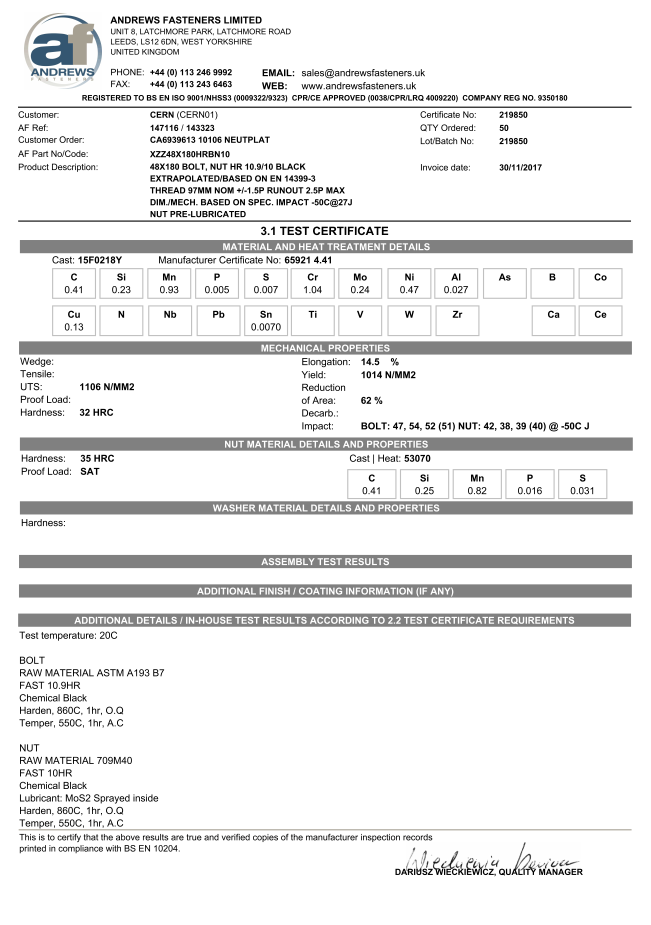 af
ANDREWS
FASTENERS
ANDREWS FASTENERS LIMITED
UNIT 8, LATCHMORE PARK, LATCHMORE ROAD
LEEDS, LS12 6DN, WEST YORKSHIRE
UNITED KINGDOM
PHONE: +44 (0) 113 246 9992 EMAIL: sales@andrewsfasteners.uk
FAX: +44 (0) 113 243 6463 WEB: www.andrewsfasteners.uk
REGISTERED TO BS EN ISO 9001/NHSS3 (0009322/9323) CPR/CE APPROVED (0038/CPR/LRQ 4009220) COMPANY REG NO. 9350180
Customer: CERN (CERN01) Certificate No: 219850
AF Ref: 147116 / 143323 QTY Ordered: 50
Customer Order: CA6939613 10106 NEUTPLAT Lot/Batch No: 219850
AF Part No/Code: XZZ48X180HRBN10
Product Description: 48X180 BOLT, NUT HR 10.9/10 BLACK Invoice date: 30/11/2017
EXTRAPOLATED/BASED ON EN 14399-3
THREAD 97MM NOM +/-1.5P RUNOUT 2.5P MAX
DIM./MECH. BASED ON SPEC. IMPACT -50C@27J
NUT PRE-LUBRICATED
3.1 TEST CERTIFICATE
MATERIAL AND HEAT TREATMENT DETAILS
Cast: 15F0218Y Manufacturer Certificate No: 65921 4.41
C Si Mn P S Cr Mo Ni Al As B Co
0.41 0.23 0.93 0.005 0.007 1.04 0.24 0.47 0.027
Cu N Nb Pb Sn Ti V W Zr Ca Ce
0.13 0.0070
MECHANICAL PROPERTIES
Wedge: Elongation: 14.5 %
Tensile: Yield: 1014 N/MM2
UTS: 1106 N/MM2 Reduction
Proof Load: of Area: 62 %
Hardness: 32 HRC Decarb.:
Impact: BOLT: 47, 54, 52 (51) NUT: 42, 38, 39 (40) @ -50C J
NUT MATERIAL DETAILS AND PROPERTIES
Hardness: 35 HRC Cast | Heat: 53070
Proof Load: SAT
C Si Mn P S
0.41 0.25 0.82 0.016 0.031
WASHER MATERIAL DETAILS AND PROPERTIES
Hardness:
ASSEMBLY TEST RESULTS
ADDITIONAL FINISH / COATING INFORMATION (IF ANY)
ADDITIONAL DETAILS / IN-HOUSE TEST RESULTS ACCORDING TO 2.2 TEST CERTIFICATE REQUIREMENTS
Test temperature: 20C
BOLT
RAW MATERIAL ASTM A193 B7
FAST 10.9HR
Chemical Black
Harden, 860C, 1hr, O.Q
Temper, 550C, 1hr, A.C
NUT
RAW MATERIAL 709M40
FAST 10HR
Chemical Black
Lubricant: MoS2 Sprayed inside
Harden, 860C, 1hr, O.Q
Temper, 550C, 1hr, A.C
This is to certify that the above results are true and verified copies of the manufacturer inspection records
printed in compliance with BS EN 10204.
DARIUSZ WIECKIEWICZ, QUALITY MANAGER